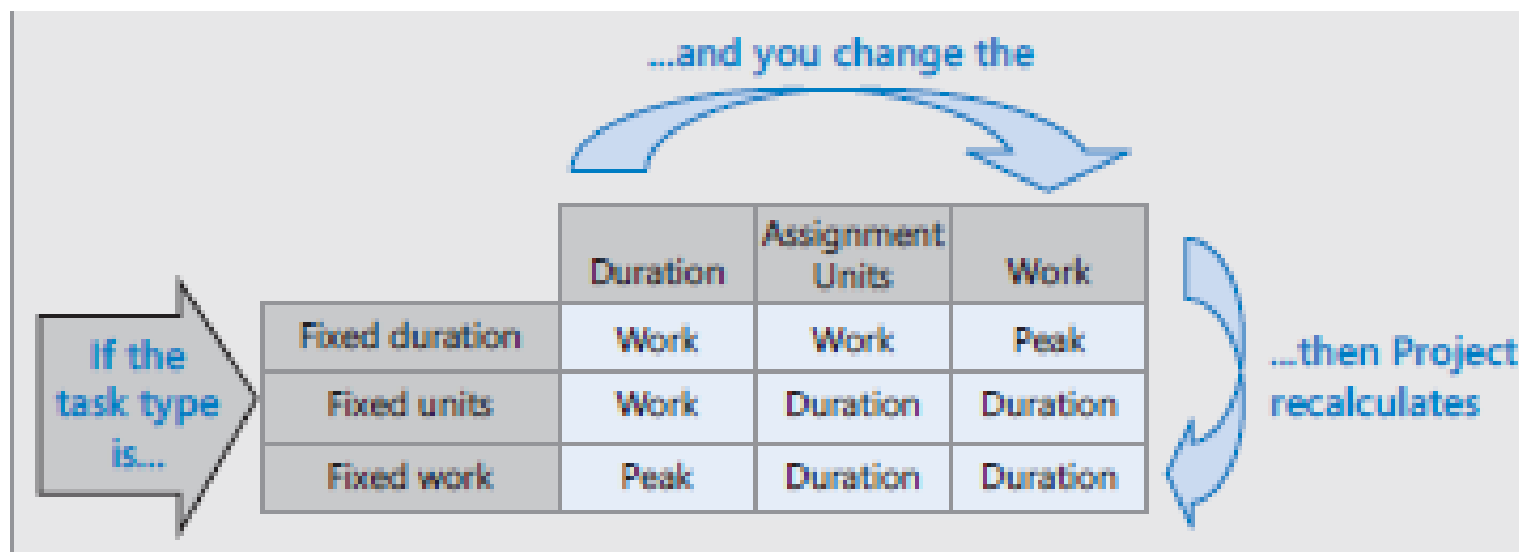 ...and you change the
Assignment
Duration Units Work
Fixed duration Work Work Peak
If the
task type
is...
Fixed units Work Duration Duration
Fixed work Peak Duration Duration
...then Project
recalculates